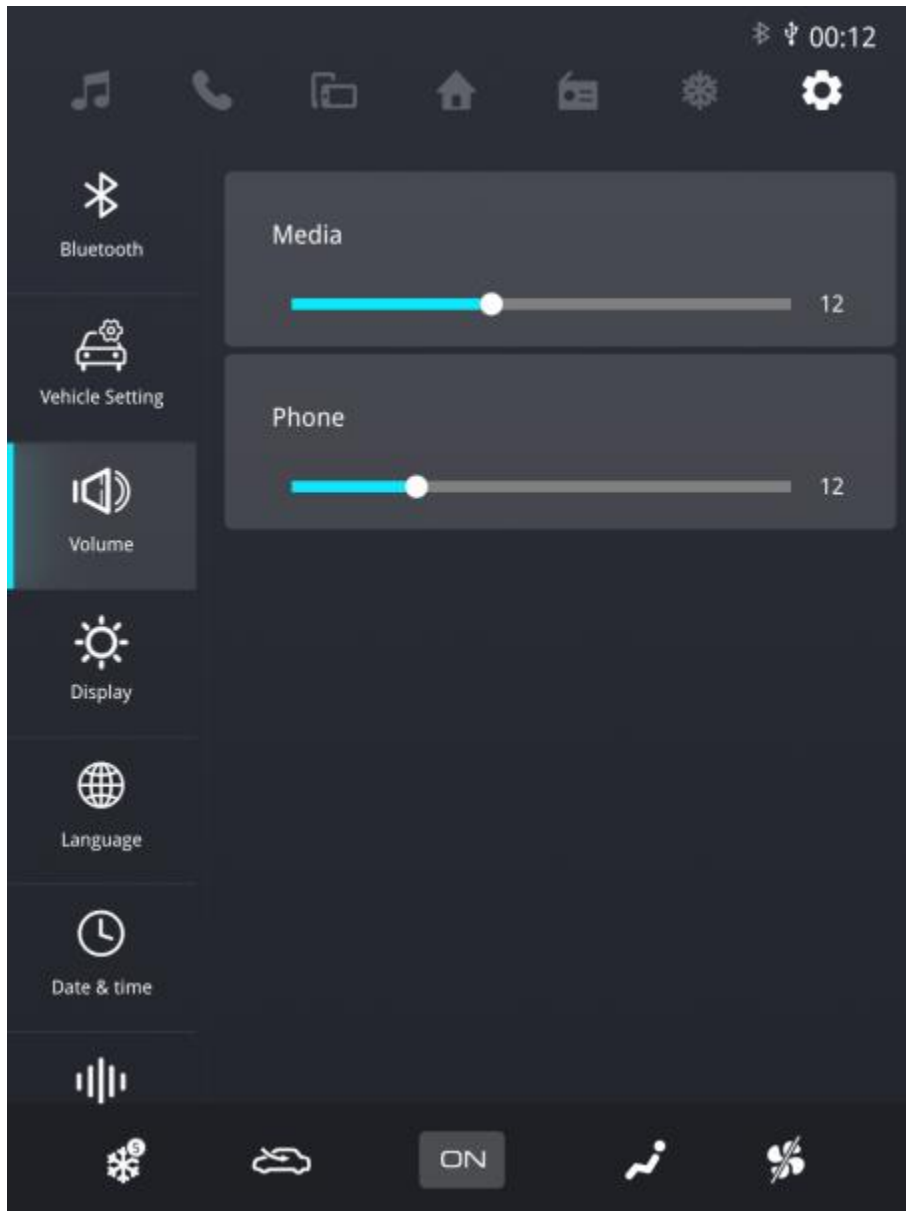 00:12
Bluetooth
Media
12
Vehicle Setting
Phone
12
Volume
Display
Language
Date & time
ON